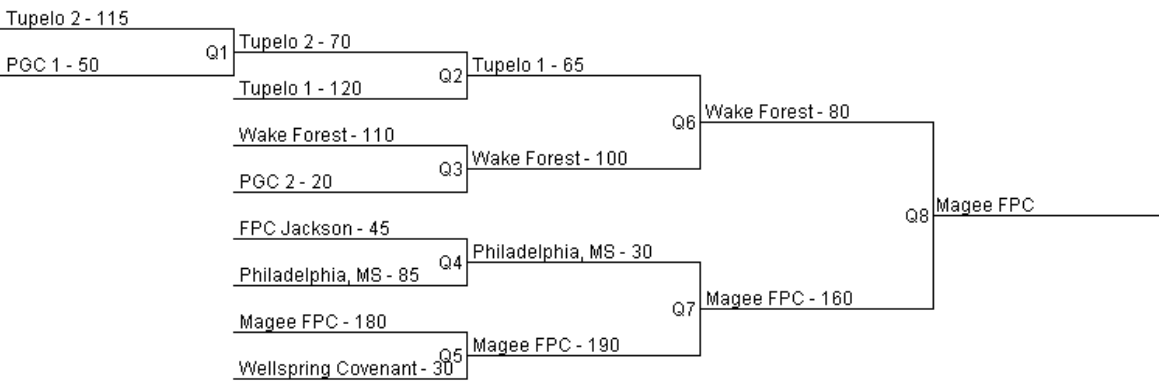 Tupelo 2 - 115
PGC 1 - 50
Q1
Tupelo 2 - 70
Tupelo 1 - 120
Q2
Wake Forest - 110
PGC 2 - 20
Q3
FPC Jackson - 45
Philadelphia, MS - 85
Q4
Magee FPC - 180
Wellspring Covenant - 30
Q5
Tupelo 1 - 65
Wake Forest - 100
Q6
Philadelphia, MS - 30
Magee FPC - 190
Q7
Wake Forest - 80
Magee FPC - 160
Q8
Magee FPC